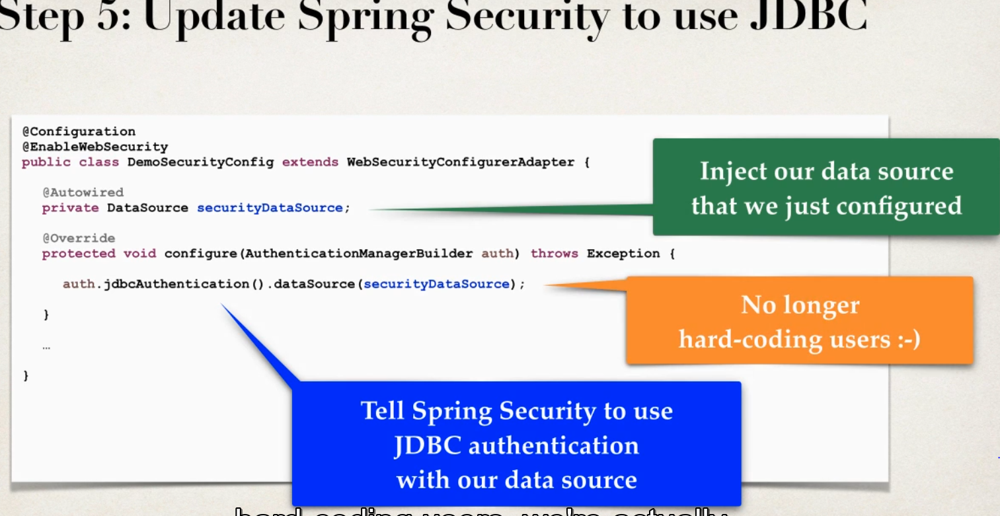 Step 5: Update Spring Security to use JDBC
@Configuration
@EnableWebSecurity
public class DemoSecurityConfig extends WebSecurityConfigurerAdapter {
@Autowired
private DataSource securityDataSource;
@Override
protected void configure(AuthenticationManagerBuilder auth) throws Exception {
auth.jdbcAuthentication().dataSource(securityDataSource);
}
…
}
Inject our data source
that we just configured
No longer
hard-coding users :-)
Tell Spring Security to use
JDBC authentication
with our data source
hard coding users, we're actually